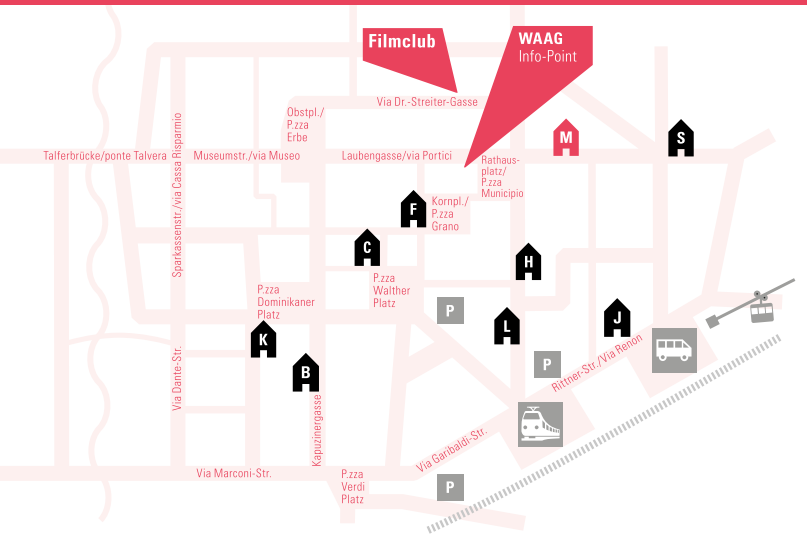 Filmclub
WAAG
Info-Point
Via Dr.-Streiter-Gasse
Obstpl./
P.zza
Erbe
M
S
Talferbrücke/ponte Talvera
Museumstr./via Museo
Laubengasse/via Portici
Rathaus-
platz/
P.zza
Municipio
Sparkassenstr./via Cassa Risparmio
F
Kornpl./
P.zza
Grano
C
H
P.zza
Walther
Platz
P.zza
Dominikaner
Platz
P
L
J
K
B
P
Rittner-Str./Via Renon
Via Dante-Str.
Kapuzinergasse
Via Garibaldi-Str.
Via Marconi-Str.
P.zza
Verdi
Platz
P